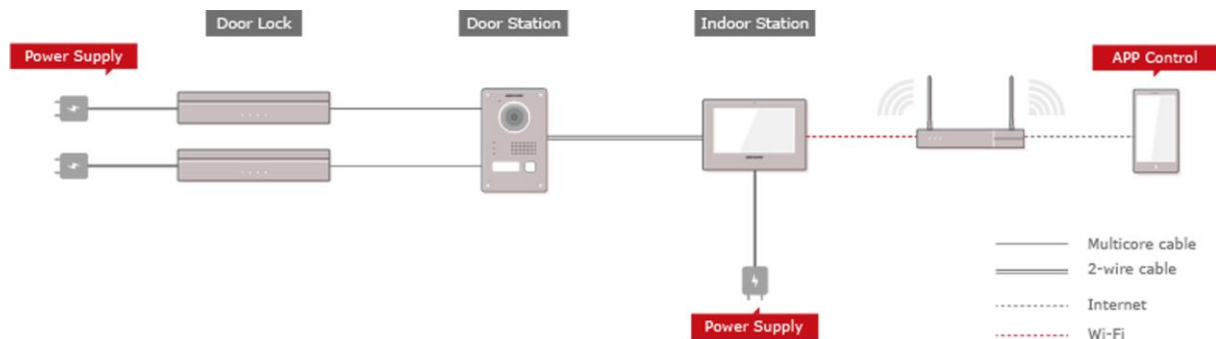 Door Lock
Door Station
Indoor Station
Power Supply
APP Control
Multicore cable
2-wire cable
Internet
Power Supply
Wi-Fi